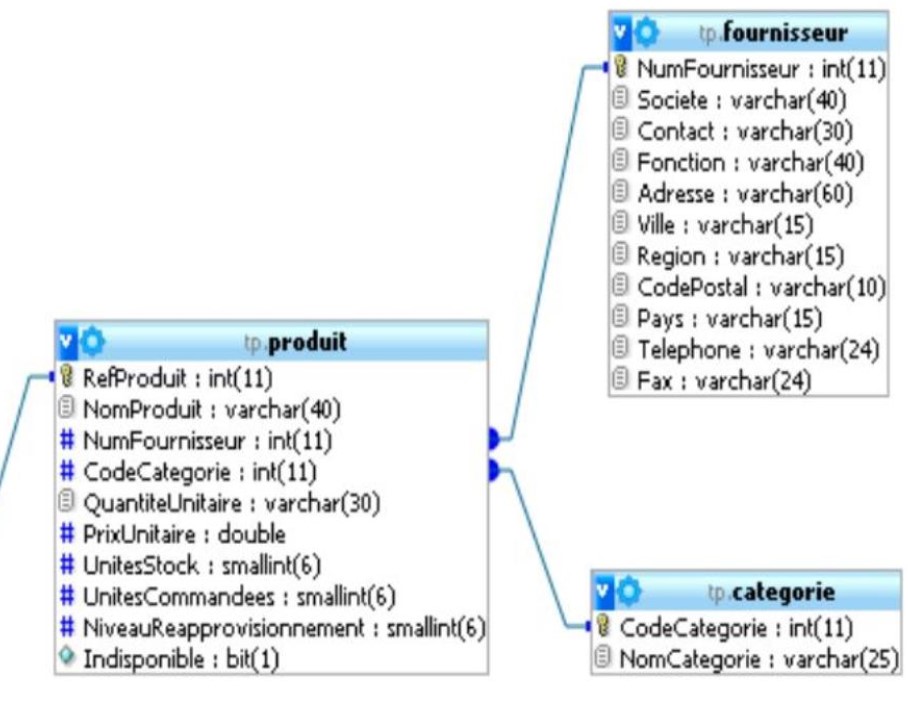 tp.fournisseur
NumFournisseur : int(11)
Societe : varchar(40)
Contact : varchar(30)
Fonction : varchar(40)
Adresse : varchar(60)
Ville : varchar(15)
Region : varchar(15)
CodePostal : varchar(10)
Pays : varchar(15)
Telephone : varchar(24)
Fax : varchar(24)
tp.produit
RefProduit : int(11)
NomProduit : varchar(40)
# NumFournisseur : int(11)
# CodeCategorie : int(11)
QuantiteUnitaire : varchar(30)
# PrixUnitaire : double
# UnitesStock : smallint(6)
# UnitesCommandees : smallint(6)
# NiveauReapprovisionnement : smallint(6)
Indisponible : bit(1)
tp.categorie
CodeCategorie : int(11)
NomCategorie : varchar(25)